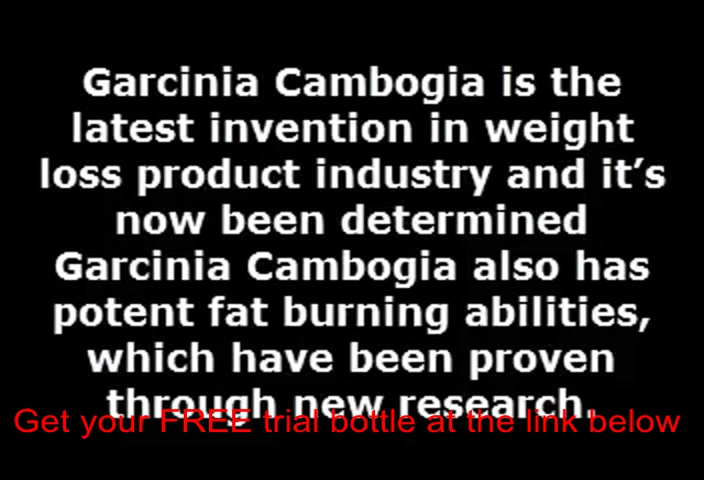 Garcinia Cambogia is the
latest invention in weight
loss product industry and it’s
now been determined
Garcinia Cambogia also has
potent fat burning abilities,
which have been proven
through new research.
Get your FREE trial bottle at the link below